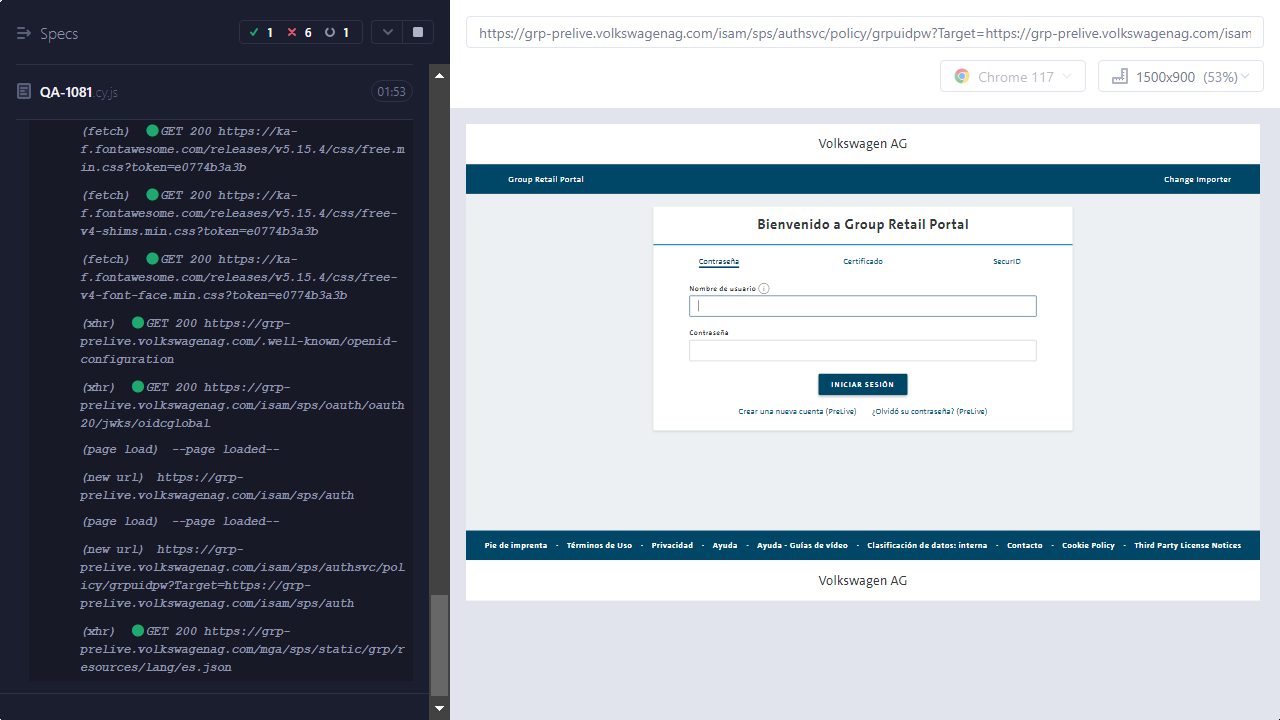 Specs
1
6
1
QA-1081.cy.js
01:53
(fetch) GET 200 https://ka-
f.fontawesome.com/releases/v5.15.4/css/free.m
in.css?token=e0774b3a3b
(fetch) GET 200 https://ka-
f.fontawesome.com/releases/v5.15.4/css/free-
v4-shims.min.css?token=e0774b3a3b
(fetch) GET 200 https://ka-
f.fontawesome.com/releases/v5.15.4/css/free-
v4-font-face.min.css?token=e0774b3a3b
(xhr) GET 200 https://grp-
prelive.volkswagenag.com/.well-known/openid-
configuration
(xhr) GET 200 https://grp-
prelive.volkswagenag.com/isam/sps/oauth/oauth
20/jwks/oidcglobal
(page load) --page loaded--
(new url) https://grp-
prelive.volkswagenag.com/isam/sps/auth
(page load) --page loaded--
(new url) https://grp-
prelive.volkswagenag.com/isam/sps/authsvc/pol
icy/grpuidpw?Target=https://grp-
prelive.volkswagenag.com/isam/sps/auth
(xhr) GET 200 https://grp-
prelive.volkswagenag.com/mga/sps/static/grp/r
esources/lang/es.json
https://grp-prelive.volkswagenag.com/isam/sps/authsvc/policy/grpuidpw?Target=https://grp-prelive.volkswagenag.com/isam
Chrome 117
1500x900 (53%)
Volkswagen AG
Group Retail Portal
Change Importer
Bienvenido a Group Retail Portal
Contraseña
Certificado
SecurID
Nombre de usuario
Contraseña
INICIAR SESIÓN
Crear una nueva cuenta (PreLive)
¿Olvidó su contraseña? (PreLive)
Pie de imprenta - Términos de Uso - Privacidad - Ayuda - Ayuda - Guías de vídeo - Clasificación de datos: interna - Contacto - Cookie Policy - Third Party License Notices
Volkswagen AG